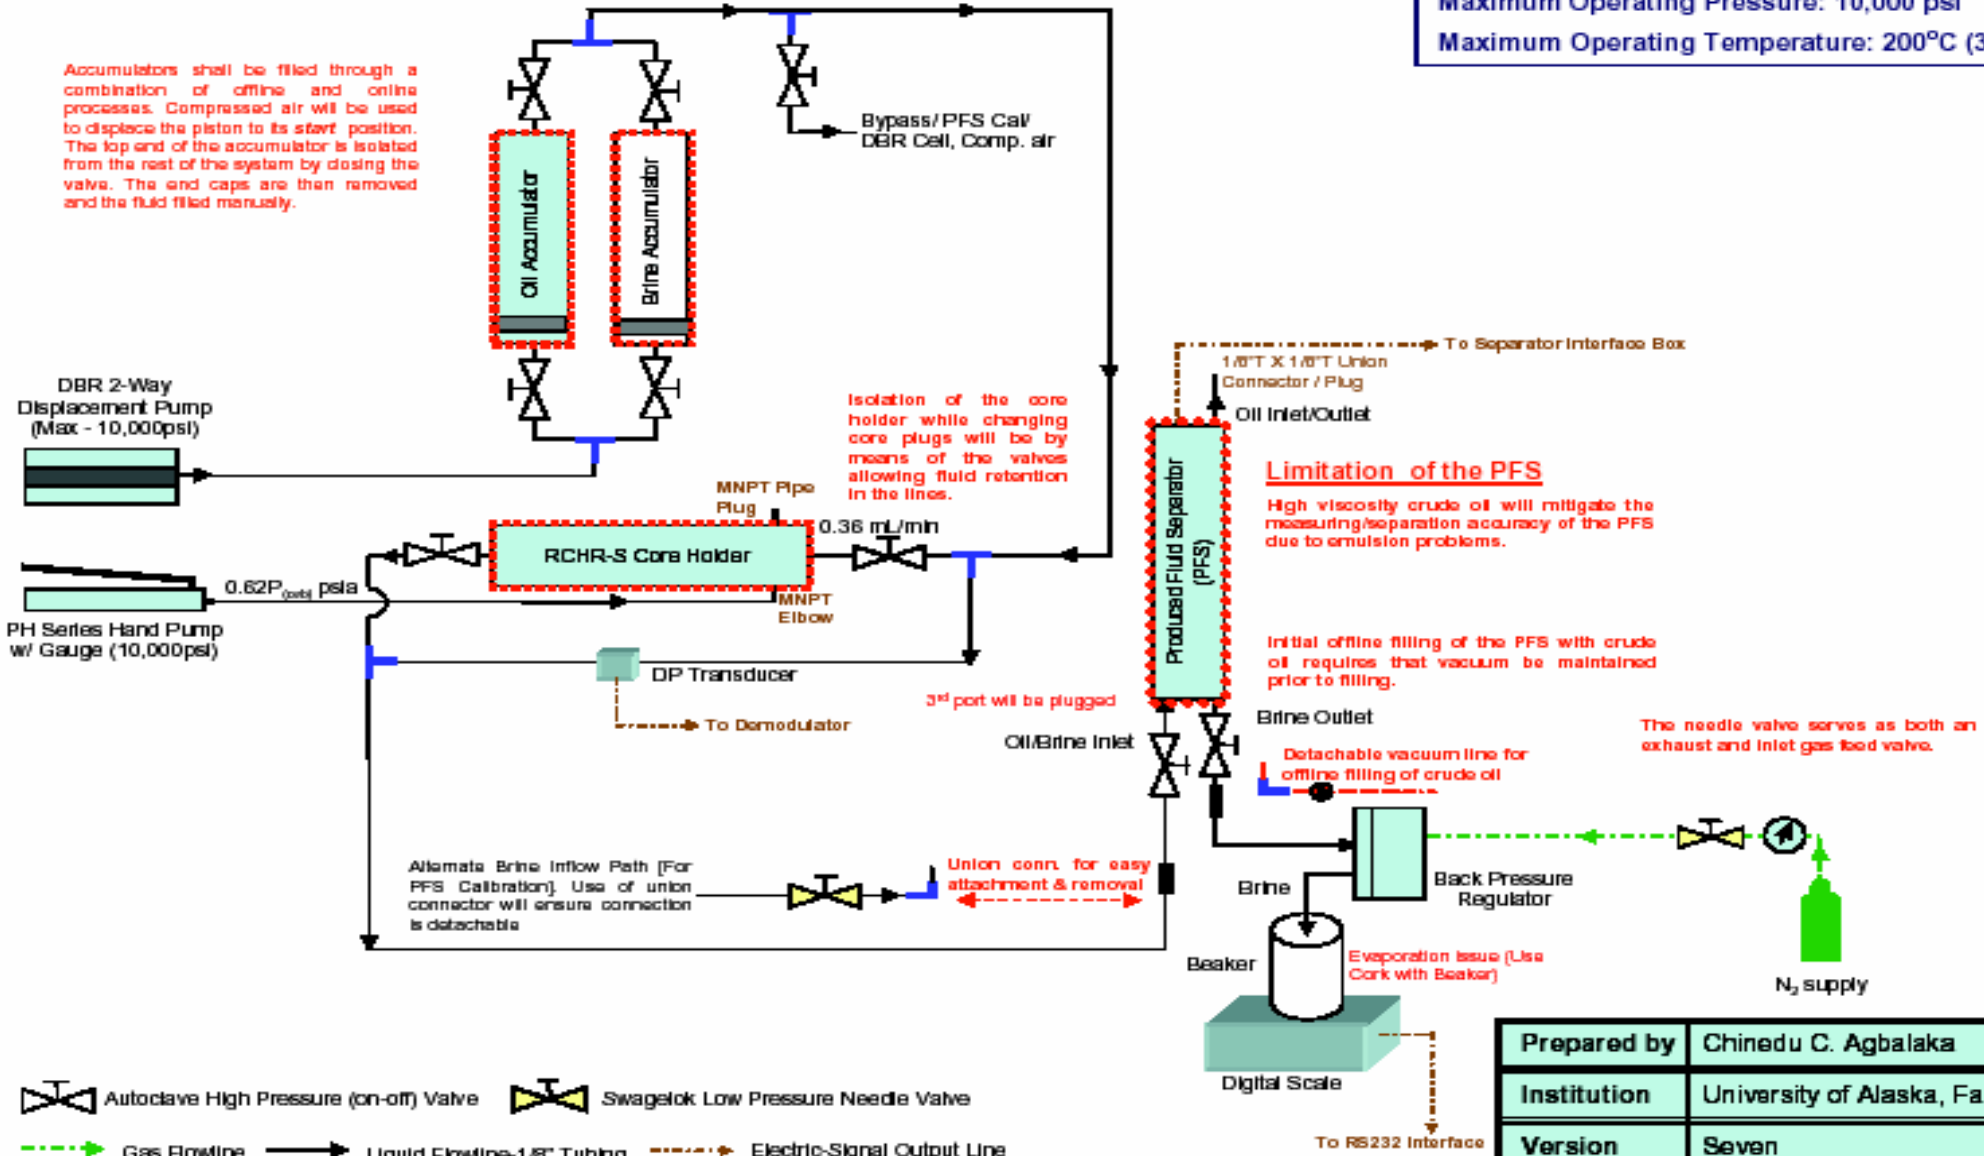 Maximum Operating Pressure: 10,000 psi
Maximum Operating Temperature: 200°C (3
Accumulators shall be filled through a
combination of offline and online
processes. Compressed air will be used
to displace the piston to its start position.
The top end of the accumulator is isolated
from the rest of the system by closing the
valve. The end caps are then removed
and the fluid filled manually.
Bypass/ PFS Cal/
DBR Cell, Comp. air
Oil Accumulator
Brine Accumulator
DBR 2-Way
Displacement Pump
(Max - 10,000psi)
Isolation of the core
holder while changing
core plugs will be by
means of the valves
allowing fluid retention
in the lines.
To Separator Interface Box
1/8"T X 1/8"T Union
Connector / Plug
Oil Inlet/Outlet
Produced Fluid Separator
(PFS)
Limitation of the PFS
High viscosity crude oil will mitigate the
measuring/separation accuracy of the PFS
due to emulsion problems.
MNPT Pipe
Plug
0.36 mL/min
RCHR-S Core Holder
0.62P psia
MNPT
Elbow
PH Series Hand Pump
w/ Gauge (10,000psi)
Initial offline filling of the PFS with crude
oil requires that vacuum be maintained
prior to filling.
DP Transducer
To Demodulator
3rd port will be plugged
Oil/Brine Inlet
Brine Outlet
Detachable vacuum line for
offline filling of crude oil
The needle valve serves as both an
exhaust and inlet gas feed valve.
Alternate Brine Inflow Path [For
PFS Calibration]. Use of union
connector will ensure connection
is detachable
Union conn. for easy
attachment & removal
Brine
Back Pressure
Regulator
Beaker
Evaporation Issue (Use
Cork with Beaker)
N2 supply
Digital Scale
To RS232 Interface
Prepared by Chinedu C. Agbalaka
Institution University of Alaska, Fa
Version Seven
Autoclave High Pressure (on-off) Valve
Swagelok Low Pressure Needle Valve
Gas Flowline
Liquid Flowline-1/8" Tubing
Electric-Signal Output Line